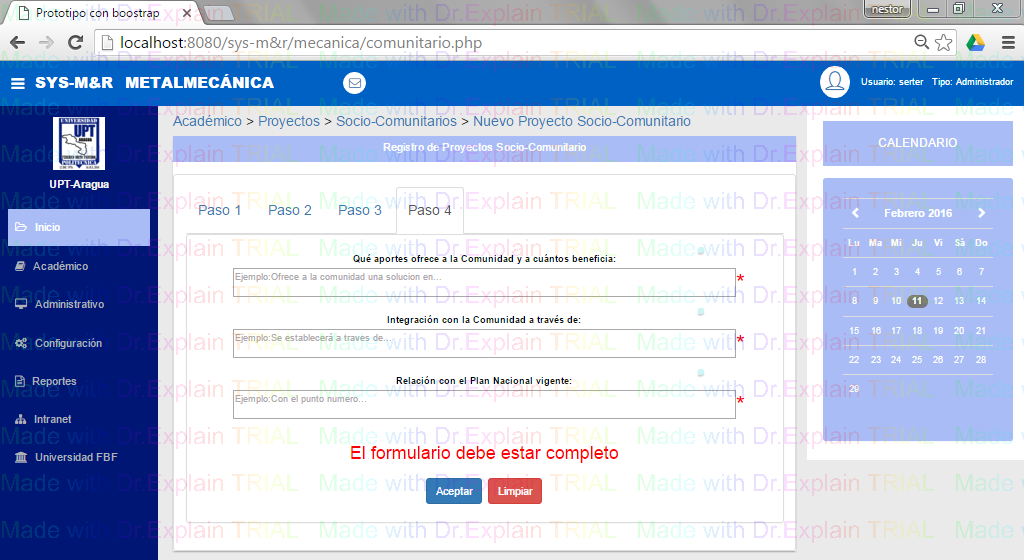 Prototipo con boostrap
nestor
localhost:8080/sys-m&r/mecanica/comunitario.php
SYS-M&R METALMECÁNICA
Usuario: serter Tipo: Administrador
UNIVERSIDAD
UPT
ARAGUA
POLITÉCNICA
UPT-Aragua
Inicio
Académico
Administrativo
Configuración
Reportes
Intranet
Universidad FBF
Académico > Proyectos > Socio-Comunitarios > Nuevo Proyecto Socio-Comunitario
Registro de Proyectos Socio-Comunitario
Paso 1 Paso 2 Paso 3 Paso 4
Qué aportes ofrece a la Comunidad y a cuántos beneficia:
Ejemplo:Ofrece a la comunidad una solucion en...
*
Integración con la Comunidad a través de:
Ejemplo:Se establecerá a traves de...
*
Relación con el Plan Nacional vigente:
Ejemplo:Con el punto numero...
*
El formulario debe estar completo
Aceptar Limpiar
CALENDARIO
Febrero 2016
Lu Ma Mi Ju Vi Sá Do
1 2 3 4 5 6 7
8 9 10 11 12 13 14
15 16 17 18 19 20 21
22 23 24 25 26 27 28
29
Made with Dr.Explain TRIAL